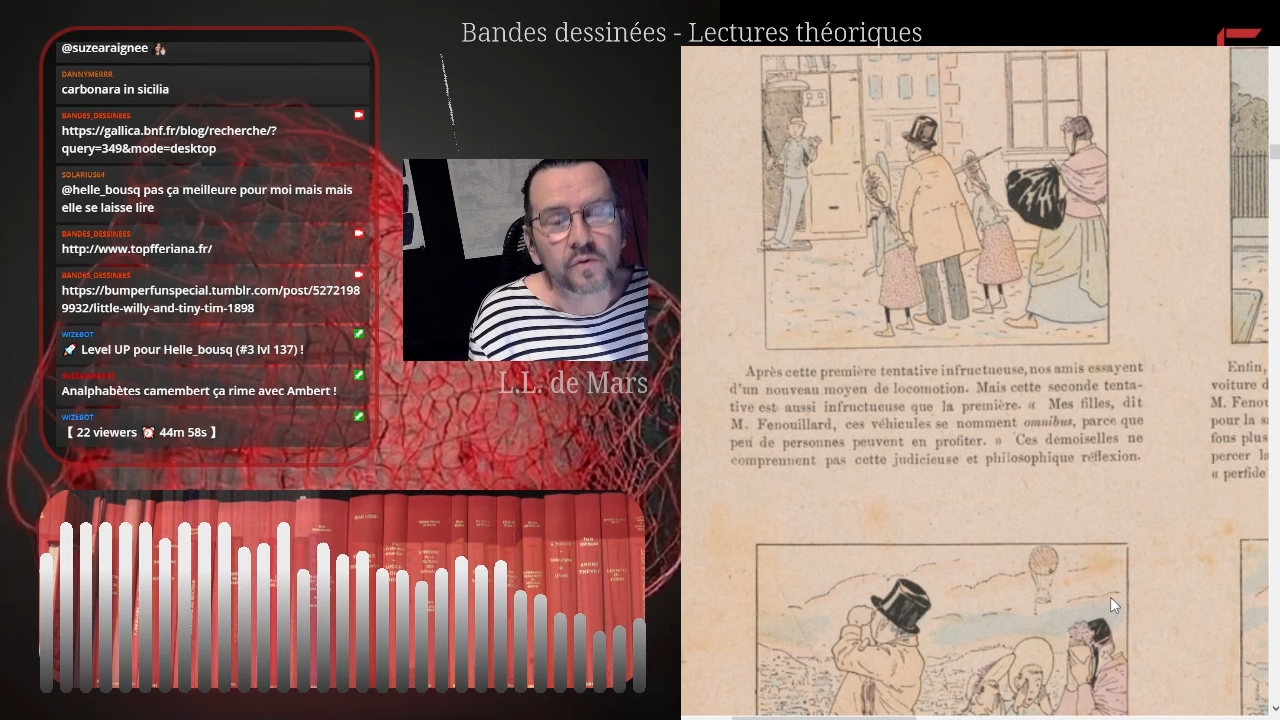 Bandes dessinées - Lectures théoriques
@suzearaignee
DANNYMERRR
carbonara in sicilia
BANDES_DESSINEES
https://gallica.bnf.fr/blog/recherche/?
query=349&mode=desktop
SOLARIUS64
@helle_bousq pas ça meilleure pour moi mais mais
elle se laisse lire
BANDES_DESSINEES
http://www.topfferiana.fr/
BANDES_DESSINEES
https://bumperfunspecial.tumblr.com/post/5272198
9932/little-willy-and-tiny-tim-1898
WIZEBOT
Level UP pour Helle_bousq (#3 lvl 137) !
Analphabètes camembert ça rime avec Ambert !
WIZEBOT
【 22 viewers ⏰ 44m 58s 】
L.L. de Mars
Après cette première tentative infructueuse, nos amis essayent
d'un nouveau moyen de locomotion. Mais cette seconde tenta-
tive est aussi infructueuse que la première. « Mes filles, dit
M. Fenouillard, ces véhicules se nomment omnibus, parce que
peu de personnes peuvent en profiter. » Ces demoiselles ne
comprennent pas cette judicieuse et philosophique réflexion.
Enfin,
voiture d
M. Fenou
pour la s
fous plus
percer la
« perfide